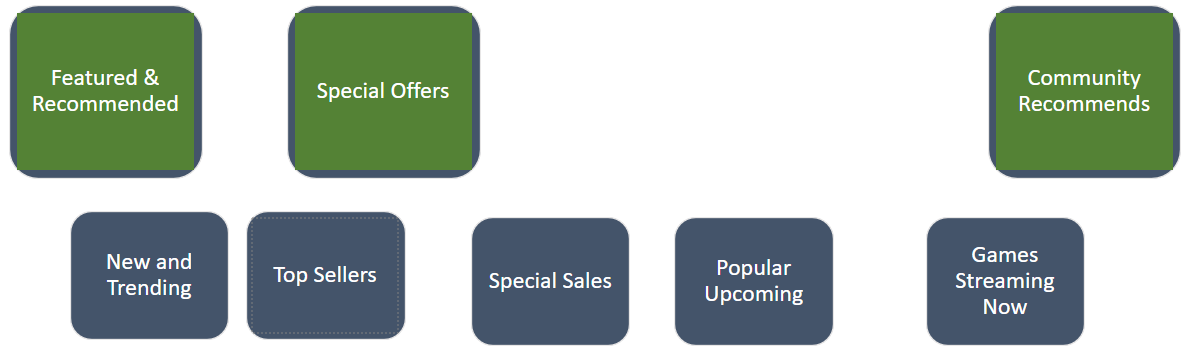 Featured &
Recommended
Special Offers
Community
Recommends
New and
Trending
Top Sellers
Special Sales
Popular
Upcoming
Games
Streaming
Now